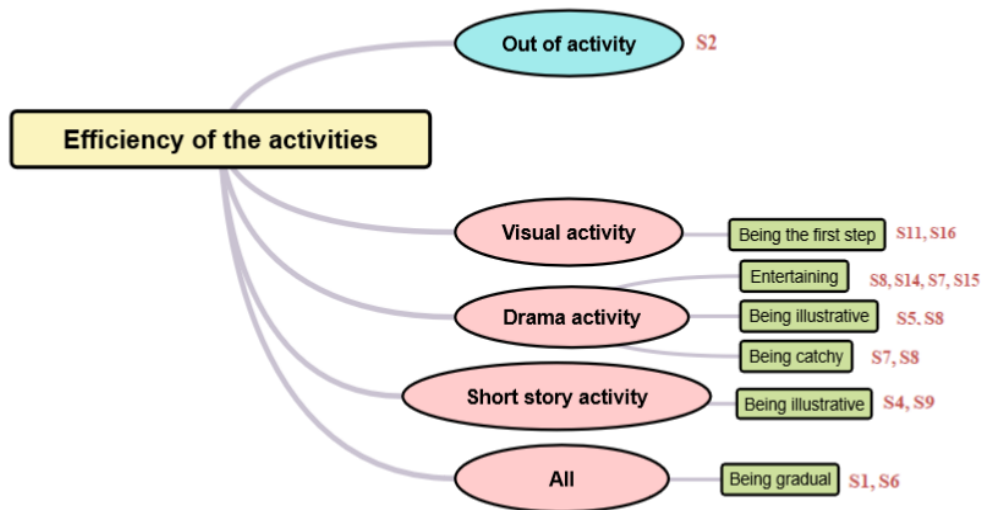 Out of activity S2
Efficiency of the activities
Visual activity Being the first step S11, S16
Entertaining S8, S14, S7, S15
Drama activity Being illustrative S5. S8
Being catchy S7, S8
Short story activity Being illustrative S4, S9
All Being gradual S1, S6